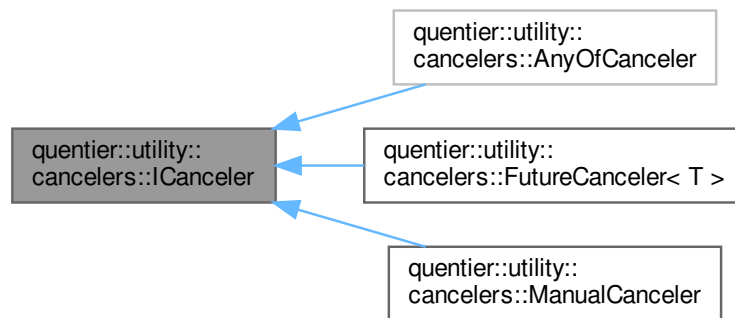 quentier::utility::
cancelers::AnyOfCanceler
quentier::utility::
cancelers::ICanceler
quentier::utility::
cancelers::FutureCanceler< T >
quentier::utility::
cancelers::ManualCanceler